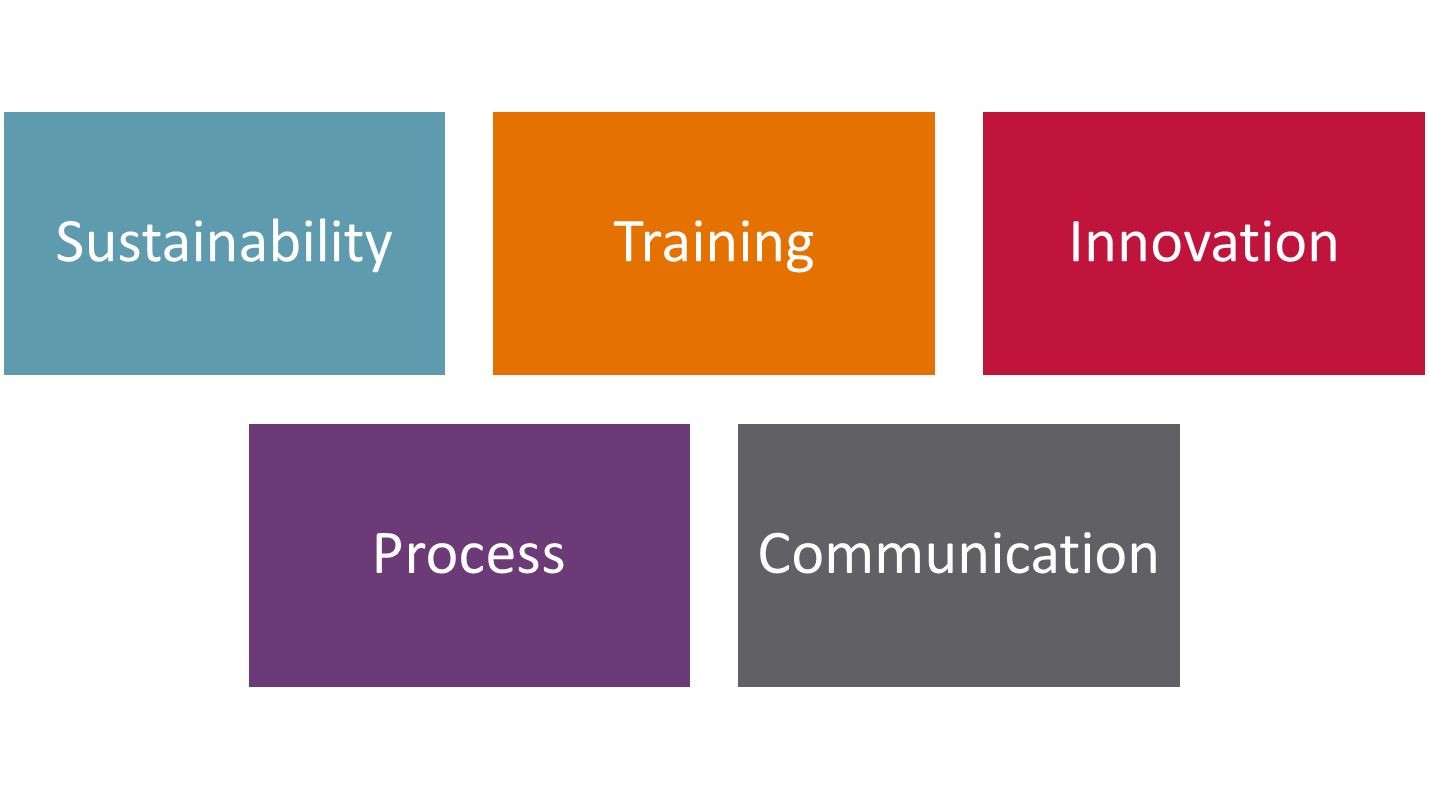 Sustainability
Training
Innovation
Process
Communication